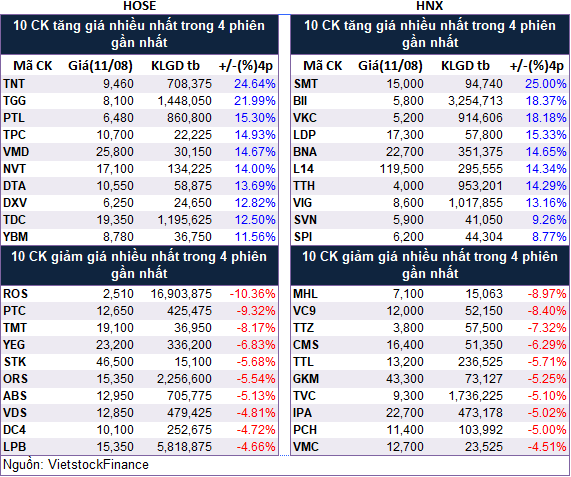 HOSE
10 CK tăng giá nhiều nhất trong 4 phiên
gần nhất
Mã CK Giá(11/08) KLGD tb +/-(%)4p
TNT 9,460 708,375 24.64%
TGG 8,100 1,448,050 21.99%
PTL 6,480 860,800 15.30%
TPC 10,700 22,225 14.93%
VMD 25,800 30,150 14.67%
NVT 17,100 134,225 14.00%
DTA 10,550 58,875 13.69%
DXV 6,250 24,650 12.82%
TDC 19,350 1,195,625 12.50%
YBM 8,780 36,750 11.56%
10 CK giảm giá nhiều nhất trong 4 phiên
gần nhất
ROS 2,510 16,903,875 -10.36%
PTC 12,650 425,475 -9.32%
TMT 19,100 36,950 -8.17%
YEG 23,200 336,200 -6.83%
STK 46,500 15,100 -5.68%
ORS 15,350 2,256,600 -5.54%
ABS 12,950 705,775 -5.13%
VDS 12,850 479,425 -4.81%
DC4 10,100 252,675 -4.72%
LPB 15,350 5,818,875 -4.66%
Nguồn: VietstockFinance
HNX
10 CK tăng giá nhiều nhất trong 4 phiên
gần nhất
Mã CK Giá(11/08) KLGD tb +/-(%)4p
SMT 15,000 94,740 25.00%
BII 5,800 3,254,713 18.37%
VKC 5,200 914,606 18.18%
LDP 17,300 57,800 15.33%
BNA 22,700 351,375 14.65%
L14 119,500 295,555 14.34%
TTH 4,000 953,201 14.29%
VIG 8,600 1,017,855 13.16%
SVN 5,900 41,050 9.26%
SPI 6,200 44,304 8.77%
10 CK giảm giá nhiều nhất trong 4 phiên
gần nhất
MHL 7,100 15,063 -8.97%
VC9 12,000 52,150 -8.40%
TTZ 3,800 57,500 -7.32%
CMS 16,400 51,350 -6.29%
TTL 13,200 236,525 -5.71%
GKM 43,300 73,127 -5.25%
TVC 9,300 1,736,225 -5.10%
IPA 22,700 473,178 -5.02%
PCH 11,400 103,992 -5.00%
VMC 12,700 23,525 -4.51%